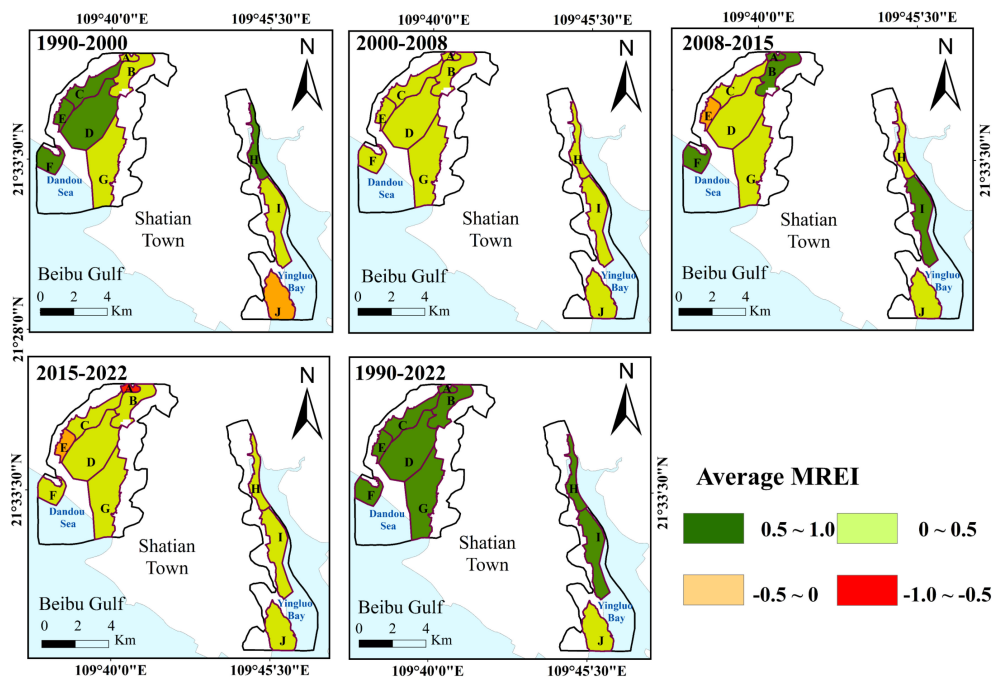 109°40'0"E
109°45'30"E
109°40'0"E
109°45'30"E
109°40'0"E
109°45'30"E
1990-2000
N
A
B
C
E
D
F
G
H
I
J
Dandou
Sea
Shatian
Town
Beibu Gulf
Yingluo
Bay
0 2 4
Km
21°33'30"N
21°28'0"N
2000-2008
N
A
B
C
E
D
F
G
H
I
J
Dandou
Sea
Shatian
Town
Beibu Gulf
Yingluo
Bay
0 2 4
Km
2008-2015
N
A
B
C
E
D
F
G
H
I
J
Dandou
Sea
Shatian
Town
Beibu Gulf
Yingluo
Bay
0 2 4
Km
21°33'30"N
21°28'0"N
2015-2022
N
A
B
C
E
D
F
G
H
I
J
Dandou
Sea
Shatian
Town
Beibu Gulf
Yingluo
Bay
0 2 4
Km
21°33'30"N
109°40'0"E
109°45'30"E
1990-2022
N
A
B
C
E
D
F
G
H
I
J
Dandou
Sea
Shatian
Town
Beibu Gulf
Yingluo
Bay
0 2 4
Km
109°40'0"E
109°45'30"E
Average MREI
0.5 ~ 1.0
0 ~ 0.5
-0.5 ~ 0
-1.0 ~ -0.5